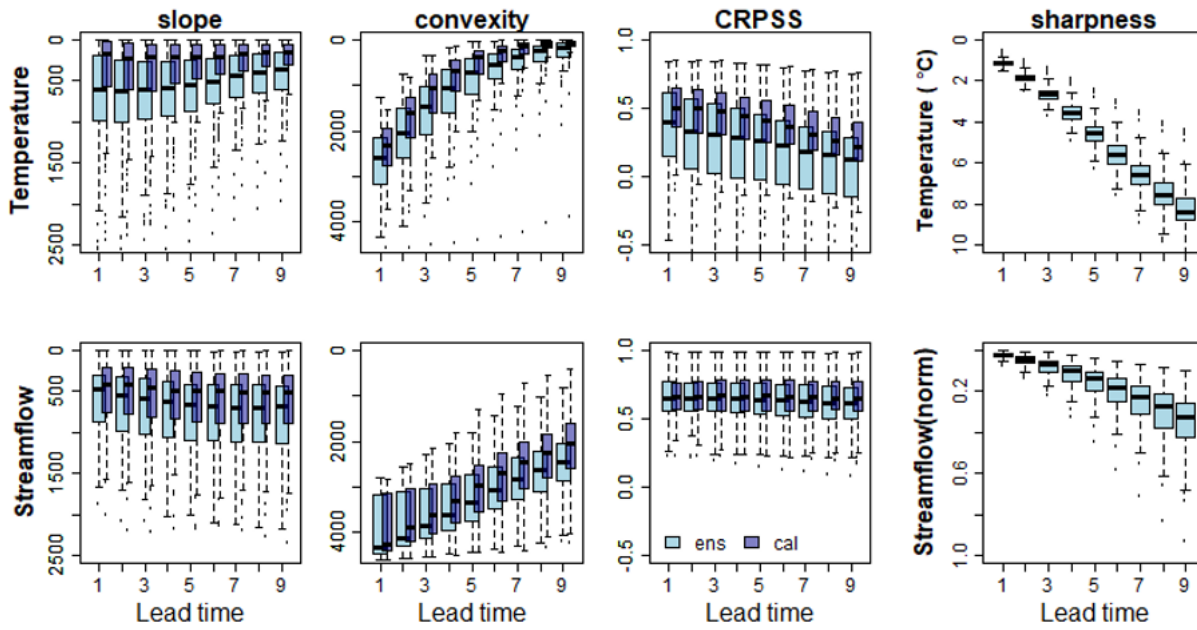 slope convexity CRPSS sharpness
Temperature
0 500 1500 2500
1 3 5 7 9
0 2000 4000
1 3 5 7 9
1.0 0.5 0.0 -0.5
1 3 5 7 9
Temperature ( °C)
0 2 4 6 8 10
1 3 5 7 9
Streamflow
0 500 1500 2500
1 3 5 7 9
Lead time
0 2000 4000
1 3 5 7 9
Lead time
1.0 0.5 0.0 -0.5
ens cal
1 3 5 7 9
Lead time
Streamflow(norm)
0.2 0.6 1.0
1 3 5 7 9
Lead time